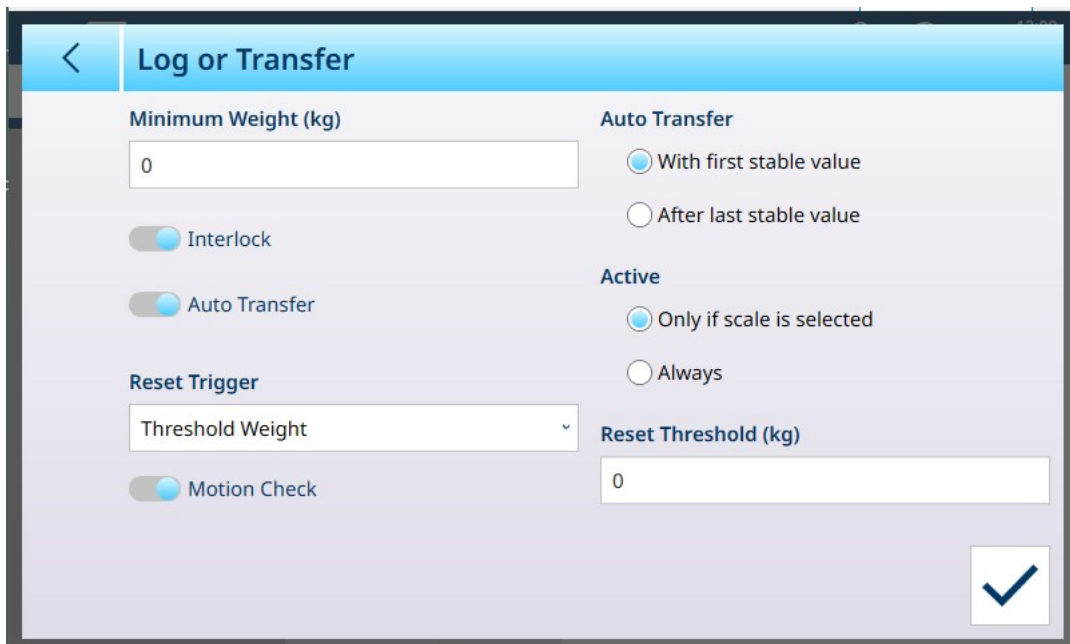 Log or Transfer
Minimum Weight (kg)
0
Interlock
Auto Transfer
Reset Trigger
Threshold Weight
Motion Check
Auto Transfer
With first stable value
After last stable value
Active
Only if scale is selected
Always
Reset Threshold (kg)
0